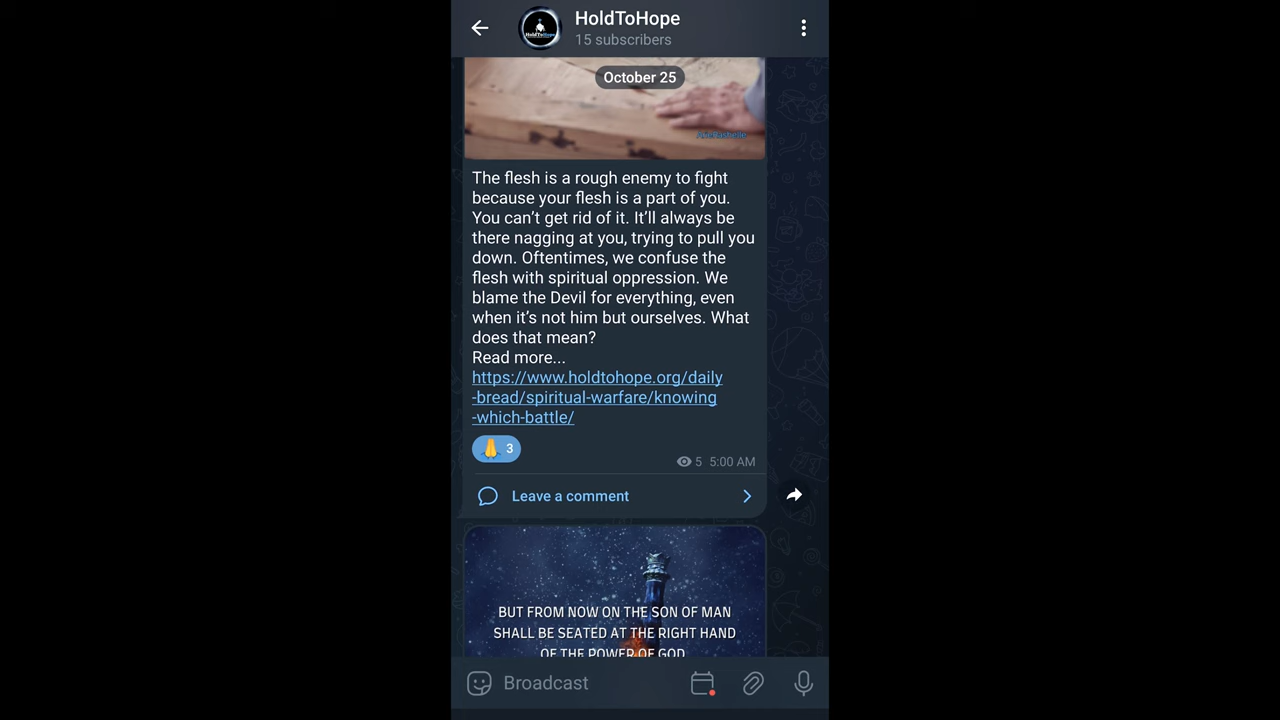 HoldToHope
15 subscribers
October 25
The flesh is a rough enemy to fight
because your flesh is a part of you.
You can’t get rid of it. It’ll always be
there nagging at you, trying to pull you
down. Oftentimes, we confuse the
flesh with spiritual oppression. We
blame the Devil for everything, even
when it’s not him but ourselves. What
does that mean?
Read more...
https://www.holdtohope.org/daily
-bread/spiritual-warfare/knowing
-which-battle/
3
5 5:00 AM
Leave a comment
BUT FROM NOW ON THE SON OF MAN
SHALL BE SEATED AT THE RIGHT HAND
OF THE POWER OF GOD
Broadcast